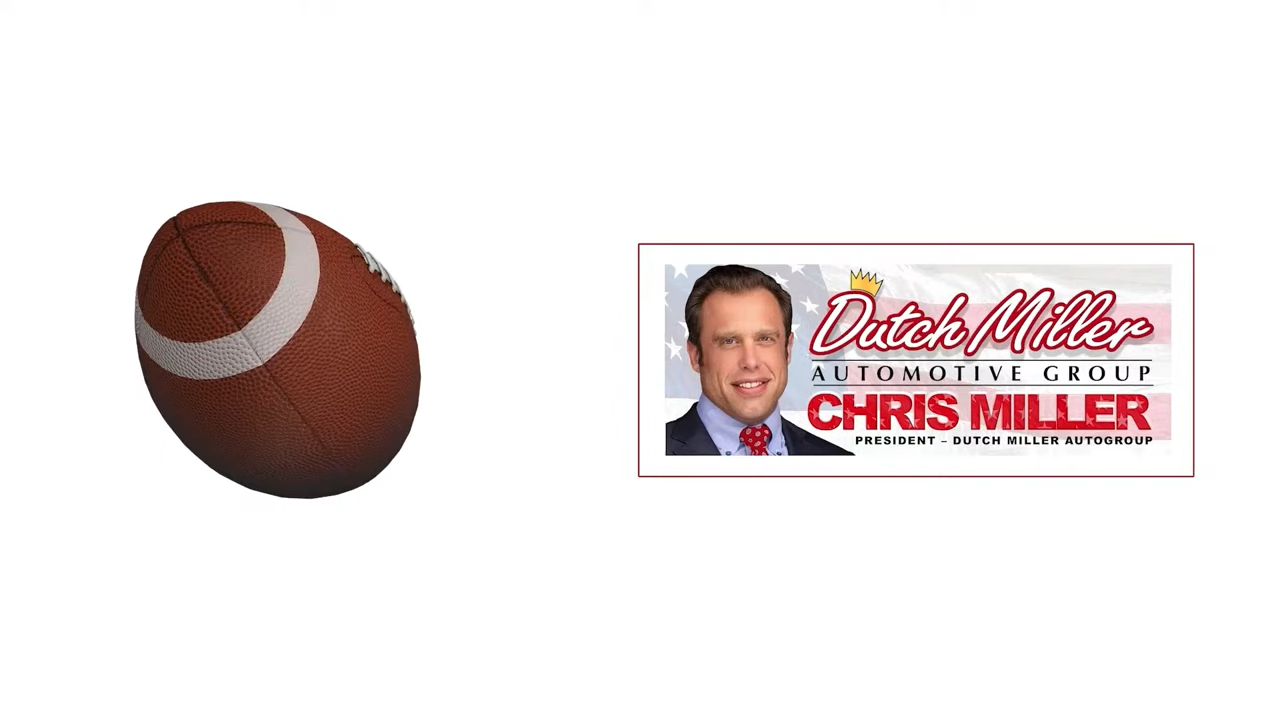 Dutch Miller
AUTOMOTIVE GROUP
CHRIS MILLER
PRESIDENT – DUTCH MILLER AUTOGROUP